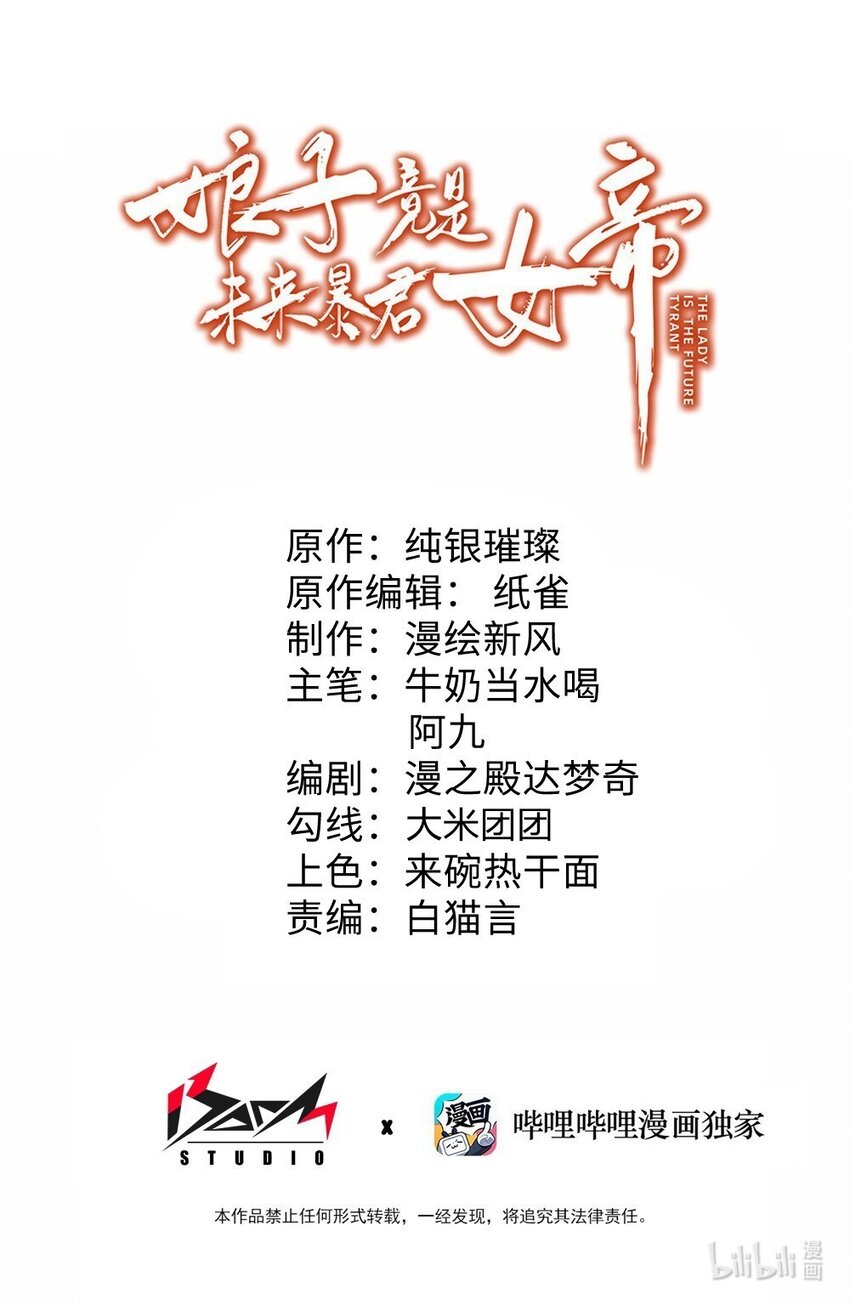 娘子竟是
未来暴君女帝
THE LADY
IS THE FUTURE
TYRANT
原作：纯银璀璨
原作编辑： 纸雀
制作：漫绘新风
主笔：牛奶当水喝
阿九
编剧：漫之殿达梦奇
勾线：大米团团
上色：来碗热干面
责编：白猫言
STUDIO
x
漫画
哔哩哔哩漫画独家
本作品禁止任何形式转载，一经发现，将追究其法律责任。
bilibili 漫画